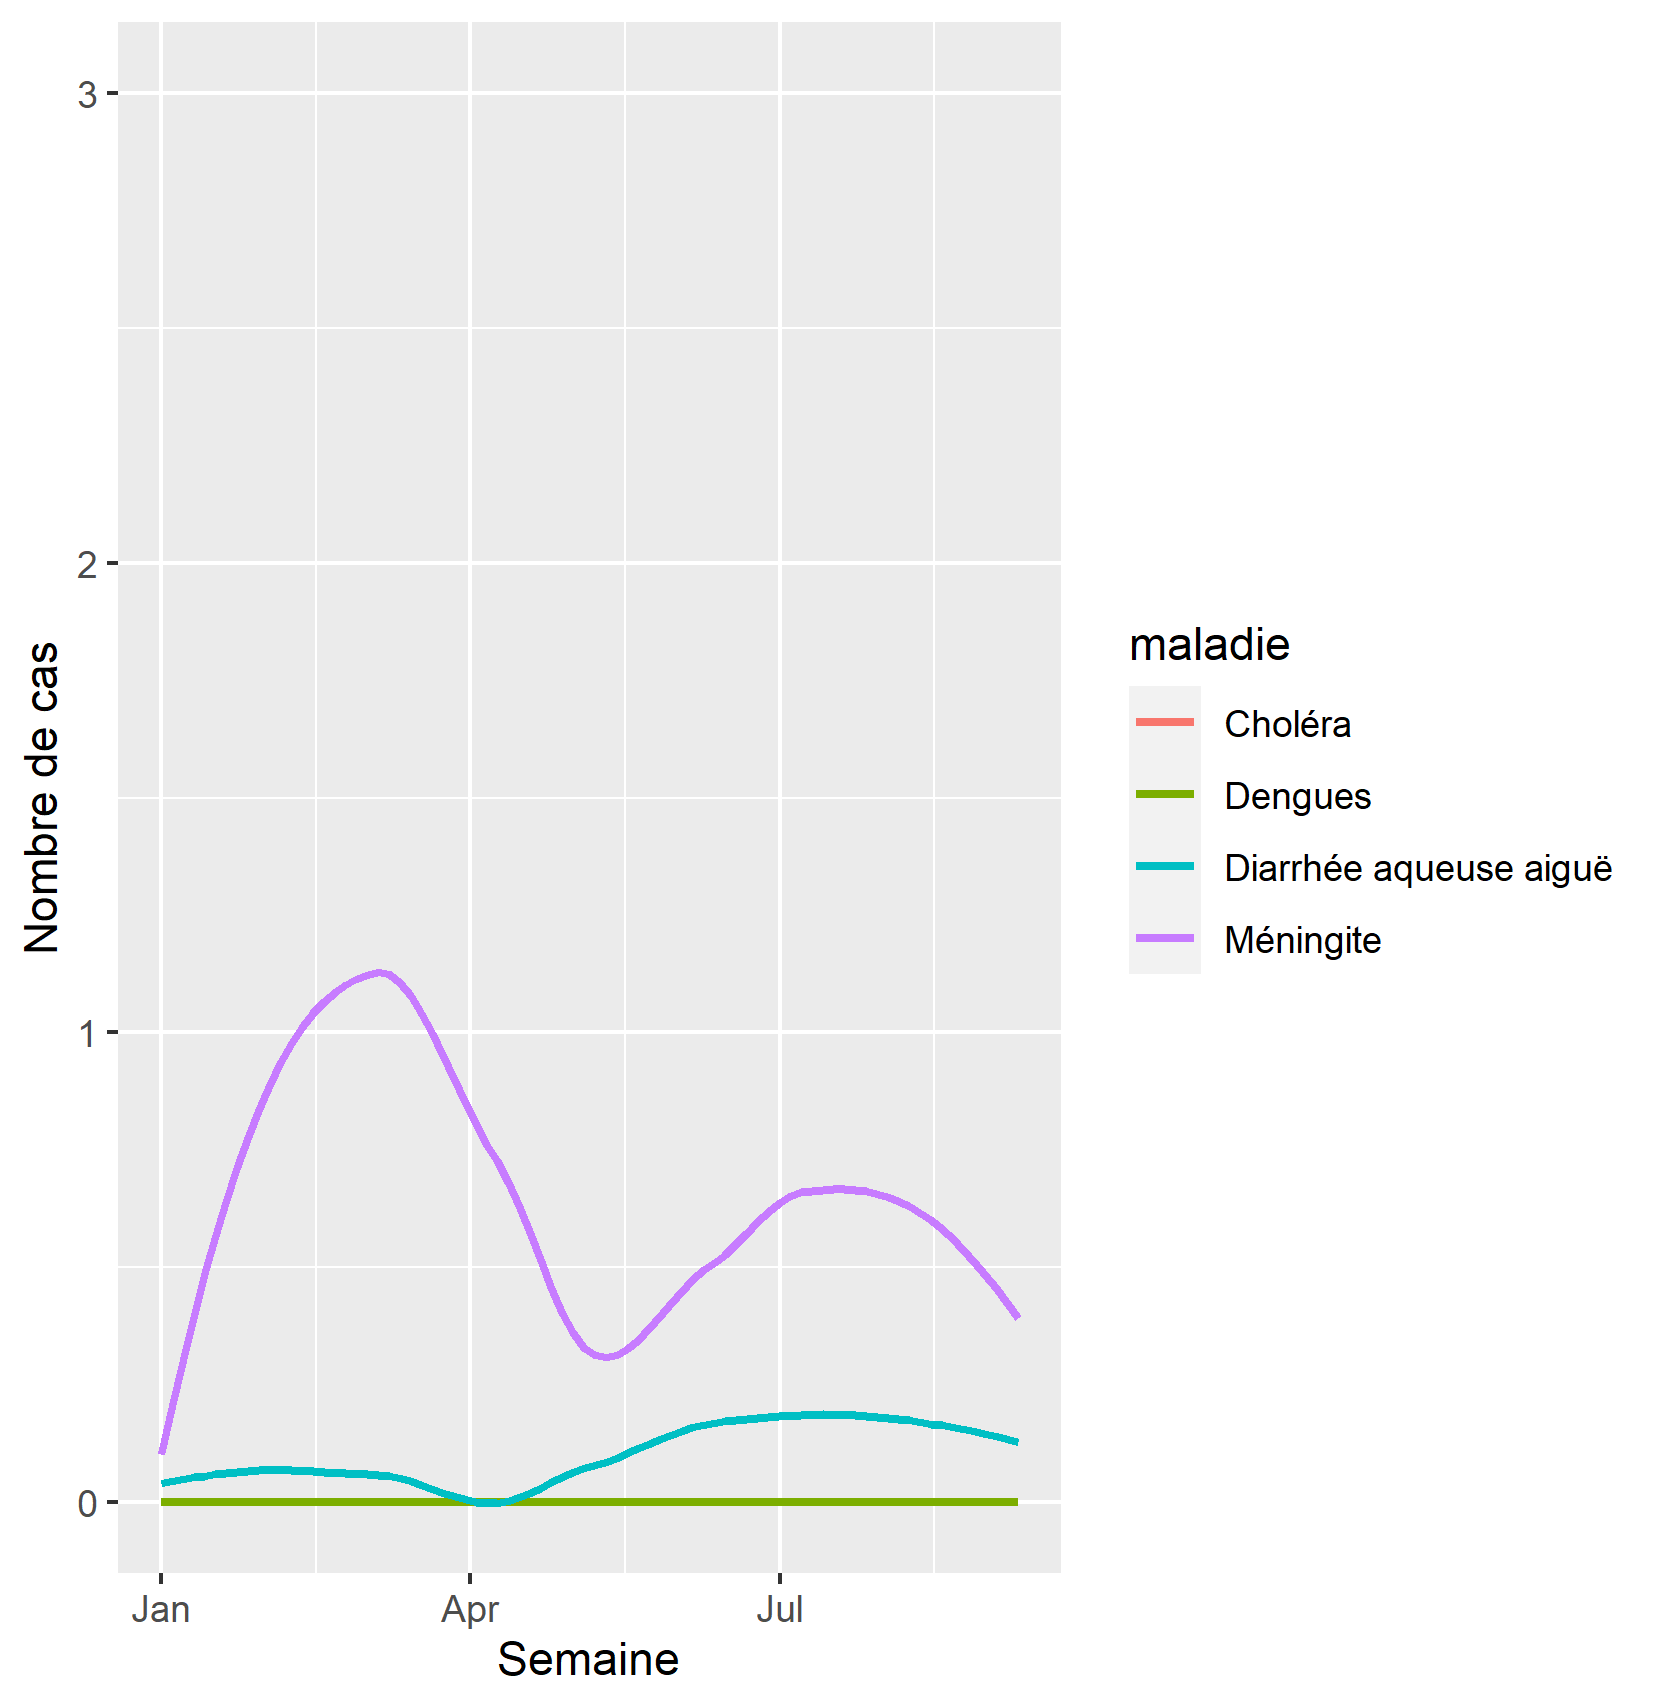 3
2
1
0
Nombre de cas
Jan
Apr
Jul
Semaine
maladie
Choléra
Dengues
Diarrhée aqueuse aiguë
Méningite